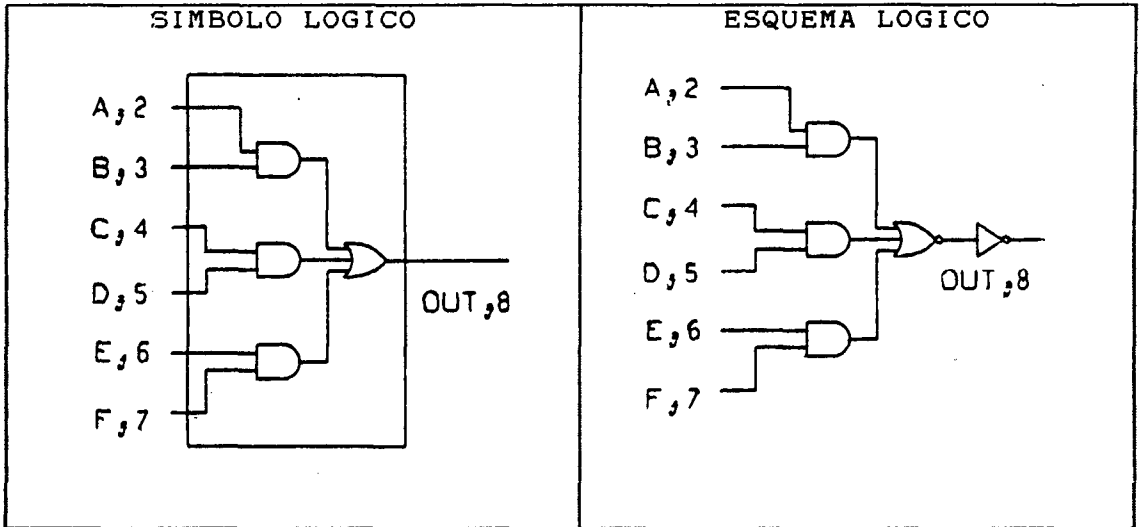 SIMBOLO LOGICO
A,2
B,3
C,4
D,5
E,6
F,7
OUT,8
ESQUEMA LOGICO
A,2
B,3
C,4
D,5
E,6
F,7
OUT,8